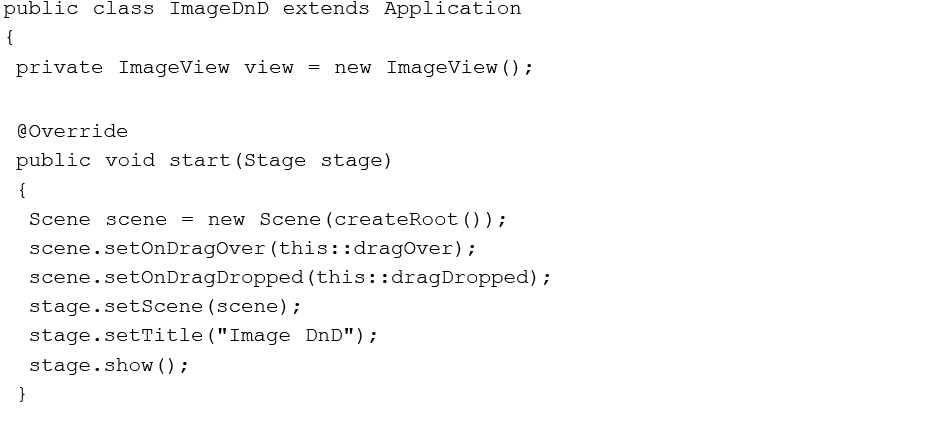 public class ImageDnD extends Application
{
private ImageView view = new ImageView();
@Override
public void start(Stage stage)
{
Scene scene = new Scene(createRoot());
scene.setOnDragOver(this::dragOver);
scene.setOnDragDropped(this::dragDropped);
stage.setScene(scene);
stage.setTitle("Image DnD");
stage.show();
}